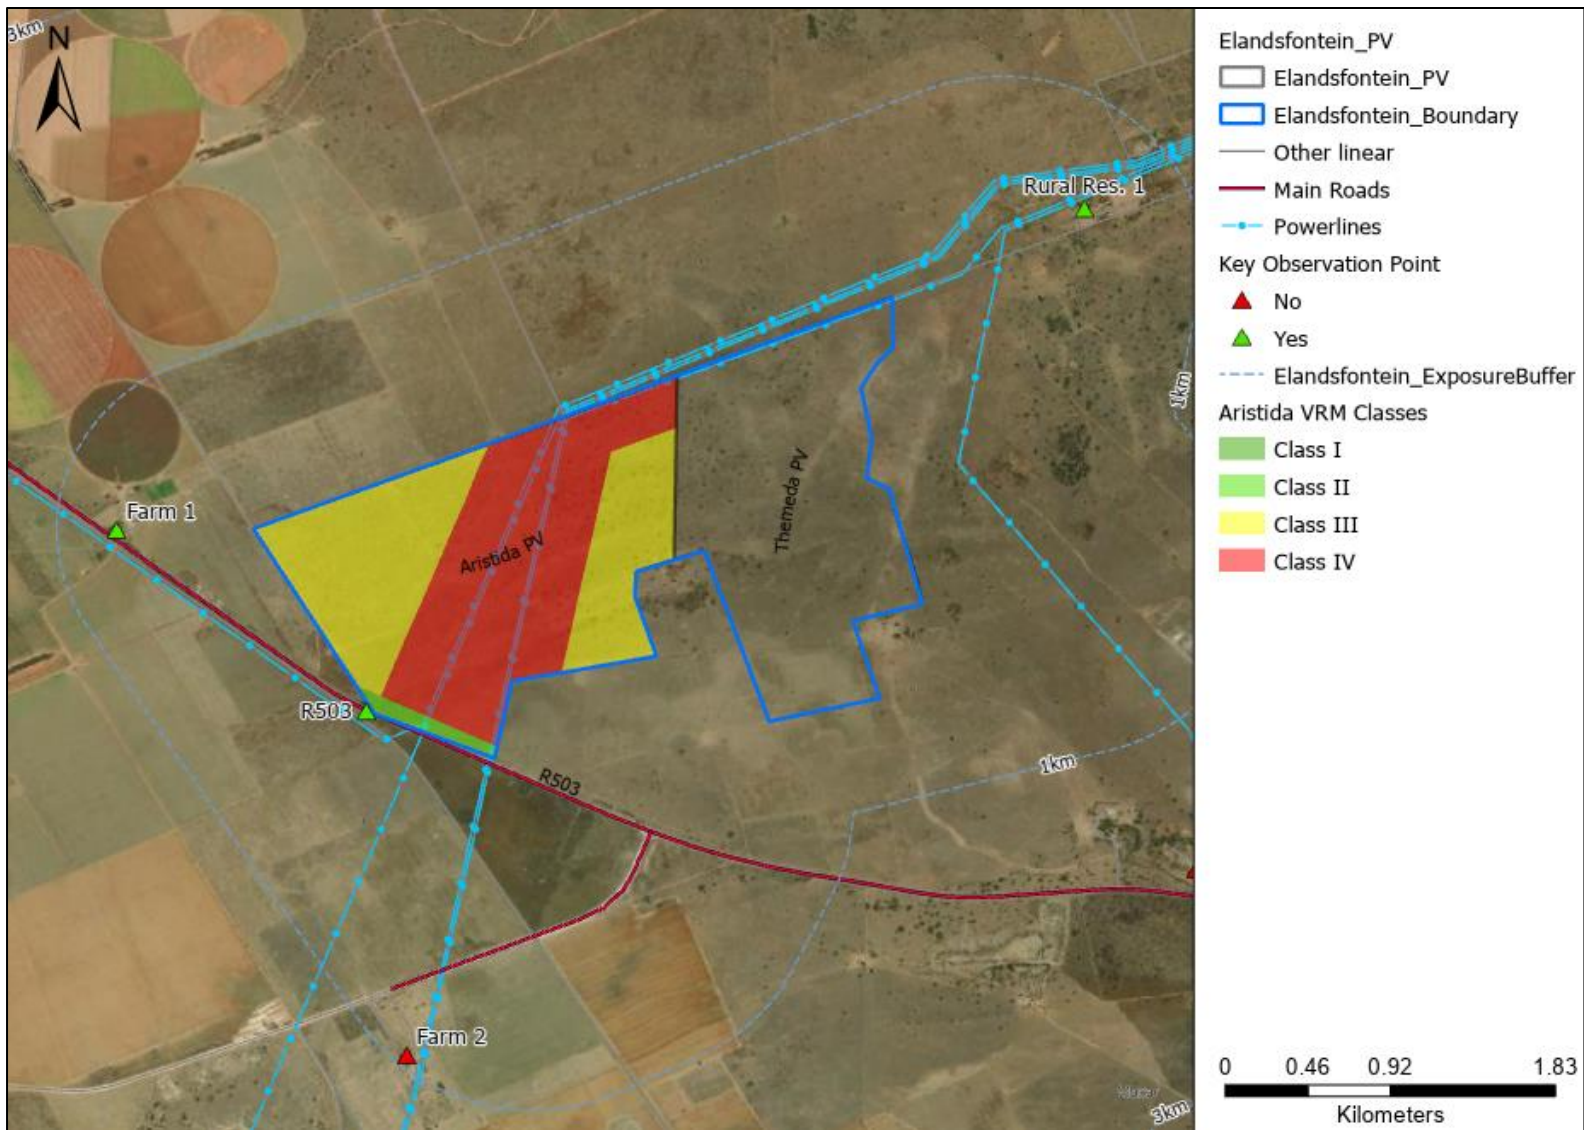 3km
N
Rural Res. 1
1km
Farm 1
Aristida PV
Themeda PV
R503
R503
1km
Farm 2
3km
Elandsfontein_PV
Elandsfontein_PV
Elandsfontein_Boundary
Other linear
Main Roads
Powerlines
Key Observation Point
No
Yes
Elandsfontein_ExposureBuffer
Aristida VRM Classes
Class I
Class II
Class III
Class IV
0 0.46 0.92 1.83
Kilometers